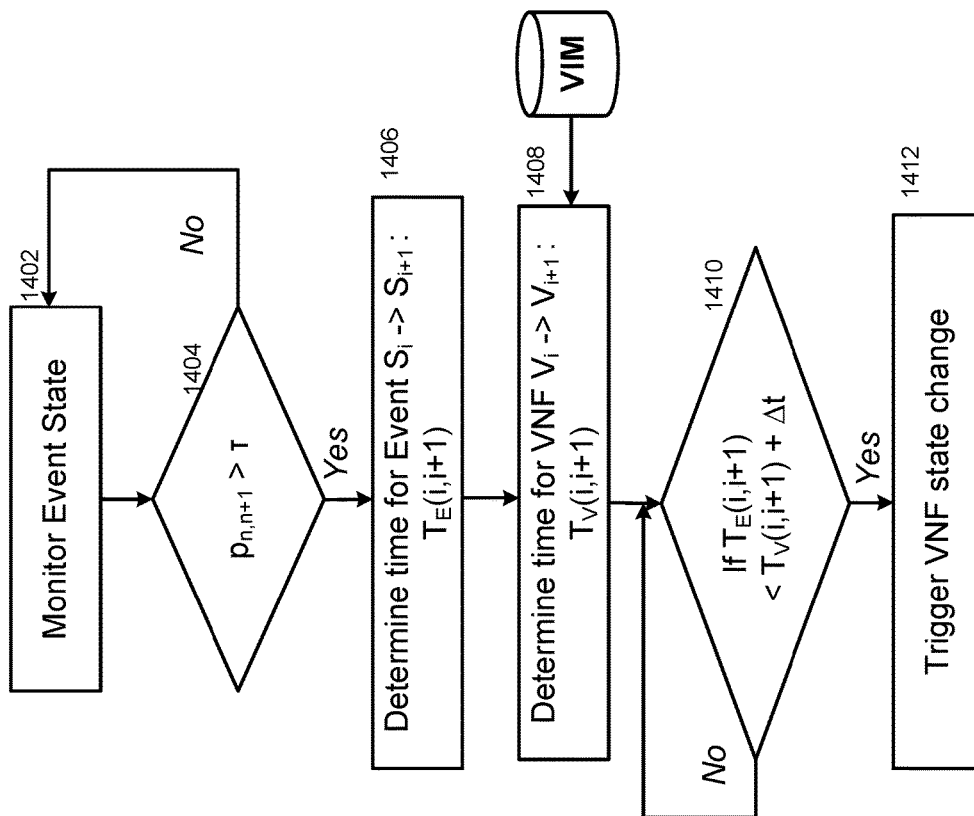 Monitor Event State
1402
p_{n,n+1} > τ
1404
No
Yes
Determine time for Event S_i -> S_{i+1} :
T_E(i,i+1)
1406
Determine time for VNF V_i -> V_{i+1} :
T_V(i,i+1)
1408
VIM
If T_E(i,i+1)
< T_V(i,i+1) + Δt
1410
No
Yes
Trigger VNF state change
1412